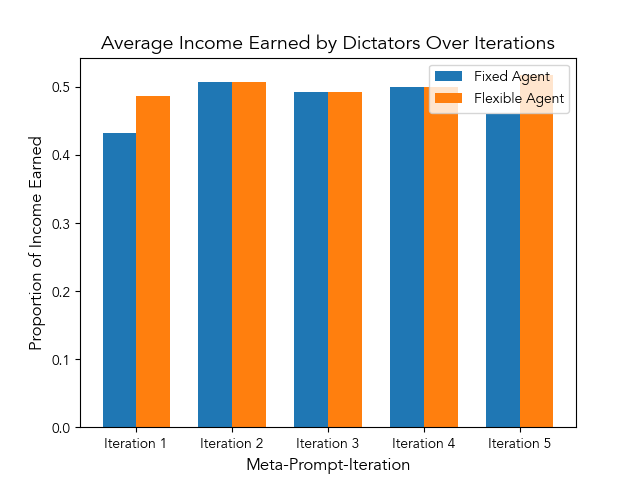 Average Income Earned by Dictators Over Iterations
Fixed Agent
Flexible Agent
Proportion of Income Earned
0.5
0.4
0.3
0.2
0.1
0.0
Iteration 1 Iteration 2 Iteration 3 Iteration 4 Iteration 5
Meta-Prompt-Iteration